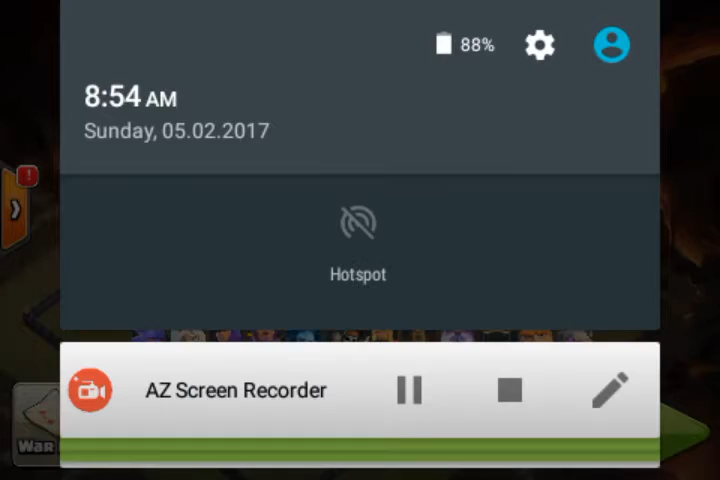 88%
8:54 AM
Sunday, 05.02.2017
!
Hotspot
AZ Screen Recorder
War